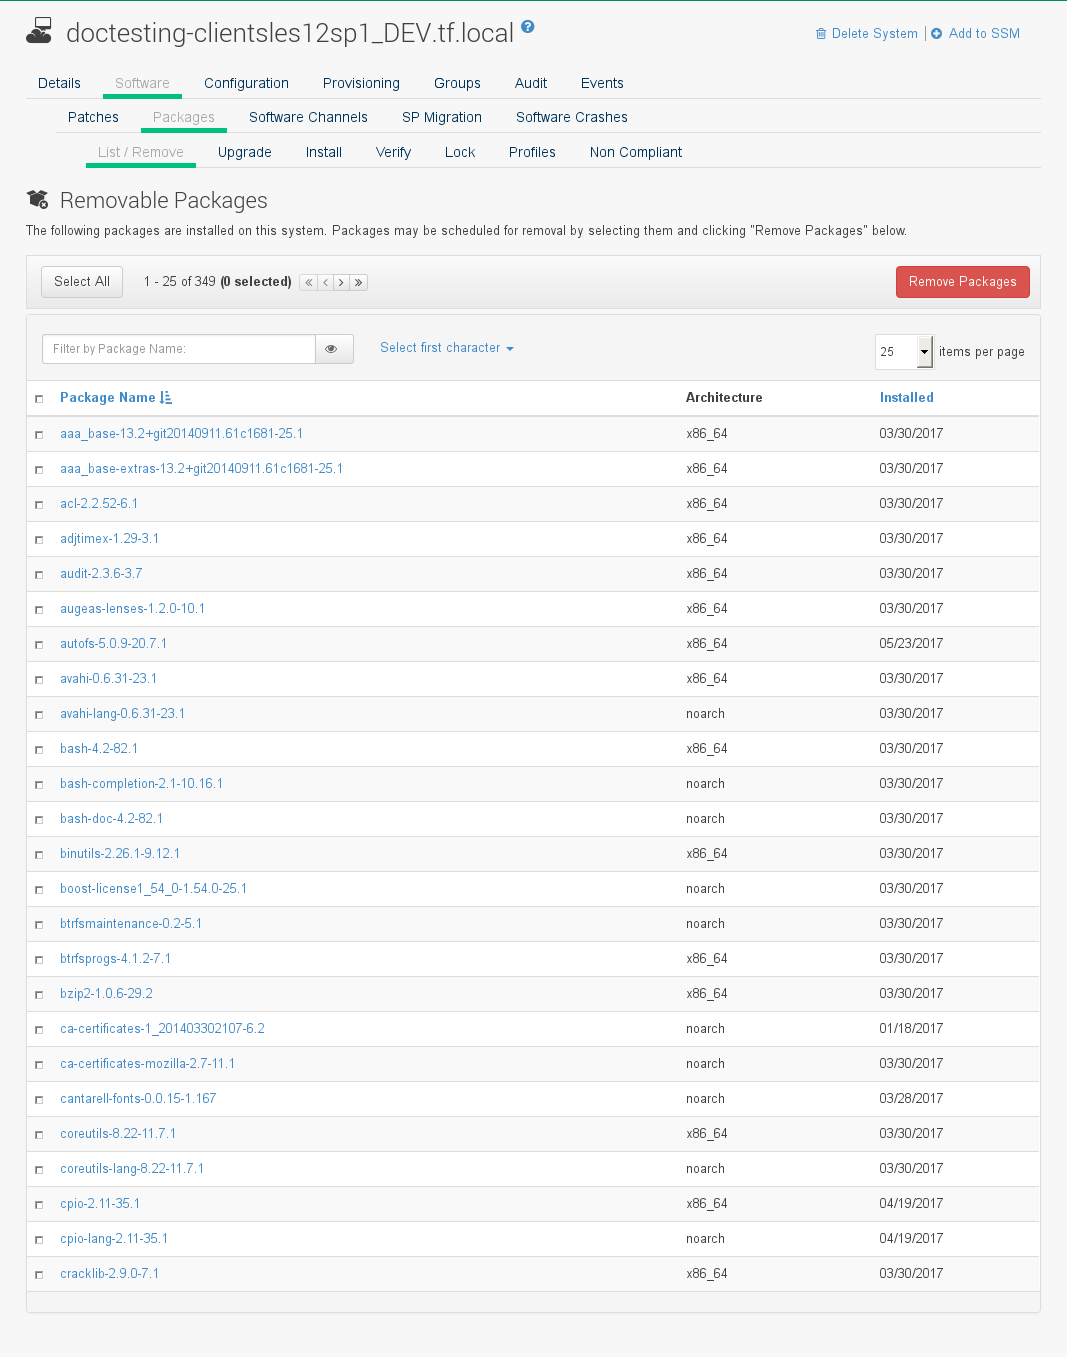 doctesting-clientsles12sp1_DEV.tf.local ?
Delete System | Add to SSM
Details Software Configuration Provisioning Groups Audit Events
Patches Packages Software Channels SP Migration Software Crashes
List / Remove Upgrade Install Verify Lock Profiles Non Compliant
Removable Packages
The following packages are installed on this system. Packages may be scheduled for removal by selecting them and clicking "Remove Packages" below.
Select All 1 - 25 of 349 (0 selected) « ‹ › » Remove Packages
Filter by Package Name: Select first character 25 items per page
Package Name Architecture Installed
aaa_base-13.2+git20140911.61c1681-25.1 x86_64 03/30/2017
aaa_base-extras-13.2+git20140911.61c1681-25.1 x86_64 03/30/2017
acl-2.2.52-6.1 x86_64 03/30/2017
adjtimex-1.29-3.1 x86_64 03/30/2017
audit-2.3.6-3.7 x86_64 03/30/2017
augeas-lenses-1.2.0-10.1 x86_64 03/30/2017
autofs-5.0.9-20.7.1 x86_64 05/23/2017
avahi-0.6.31-23.1 x86_64 03/30/2017
avahi-lang-0.6.31-23.1 noarch 03/30/2017
bash-4.2-82.1 x86_64 03/30/2017
bash-completion-2.1-10.16.1 noarch 03/30/2017
bash-doc-4.2-82.1 noarch 03/30/2017
binutils-2.26.1-9.12.1 x86_64 03/30/2017
boost-license1_54_0-1.54.0-25.1 noarch 03/30/2017
btrfsmaintenance-0.2-5.1 noarch 03/30/2017
btrfsprogs-4.1.2-7.1 x86_64 03/30/2017
bzip2-1.0.6-29.2 x86_64 03/30/2017
ca-certificates-1_201403302107-6.2 noarch 01/18/2017
ca-certificates-mozilla-2.7-11.1 noarch 03/30/2017
cantarell-fonts-0.0.15-1.167 noarch 03/28/2017
coreutils-8.22-11.7.1 x86_64 03/30/2017
coreutils-lang-8.22-11.7.1 noarch 03/30/2017
cpio-2.11-35.1 x86_64 04/19/2017
cpio-lang-2.11-35.1 noarch 04/19/2017
cracklib-2.9.0-7.1 x86_64 03/30/2017